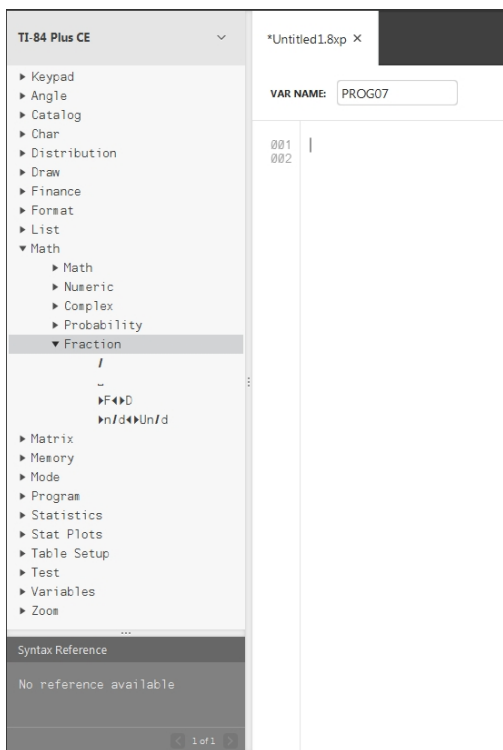 TI-84 Plus CE
Keypad
Angle
Catalog
Char
Distribution
Draw
Finance
Format
List
Math
Math
Numeric
Complex
Probability
Fraction
/
␣
▶F◀▶D
▶n/d◀▶Un/d
Matrix
Memory
Mode
Program
Statistics
Stat Plots
Table Setup
Test
Variables
Zoom
...
Syntax Reference
No reference available
< 1 of 1 >
*Untitled1.8xp ×
VAR NAME: PROG07
001
002